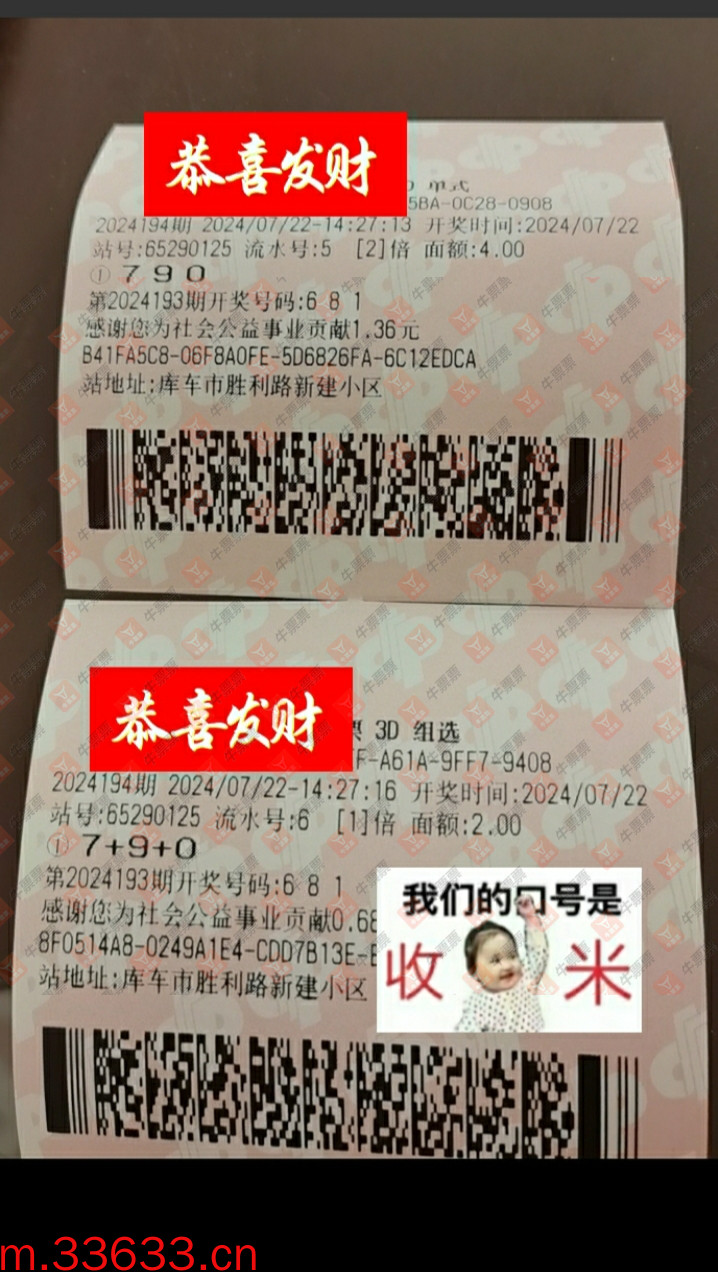 恭喜发财
D 单式
5BA-0C28-0908
2024194期 2024/07/22-14:27:13 开奖时间:2024/07/22
站号:65290125 流水号:5 [2]倍 面额:4.00
① 7 9 0
第2024193期开奖号码:6 8 1
感谢您为社会公益事业贡献1.36元
B41FA5C8-06F8A0FE-5D6826FA-6C12EDCA
站地址:库车市胜利路新建小区
恭喜发财
票 3D 组选
F-A61A-9FF7-9408
2024194期 2024/07/22-14:27:16 开奖时间:2024/07/22
站号:65290125 流水号:6 [1]倍 面额:2.00
① 7+9+0
第2024193期开奖号码:6 8 1
感谢您为社会公益事业贡献0.68
8F0514A8-0249A1E4-CDD7B13E-
站地址:库车市胜利路新建小区
我们的口号是
收 米
牛票票
m.33633.cn